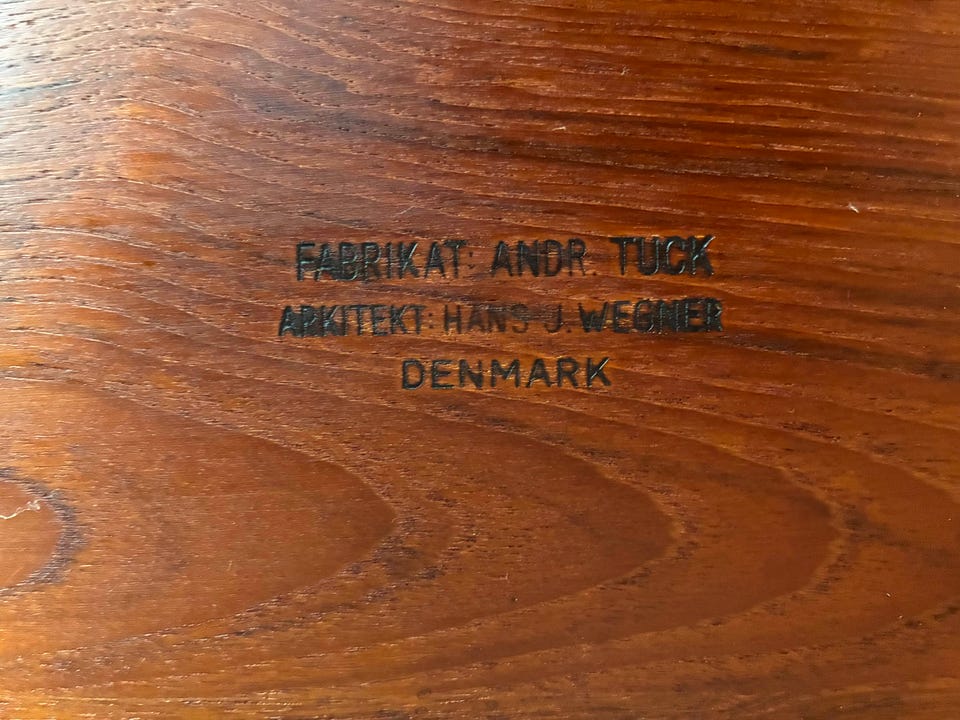 FABRIKAT: ANDR. TUCK
ARKITEKT: HANS J. WEGNER
DENMARK